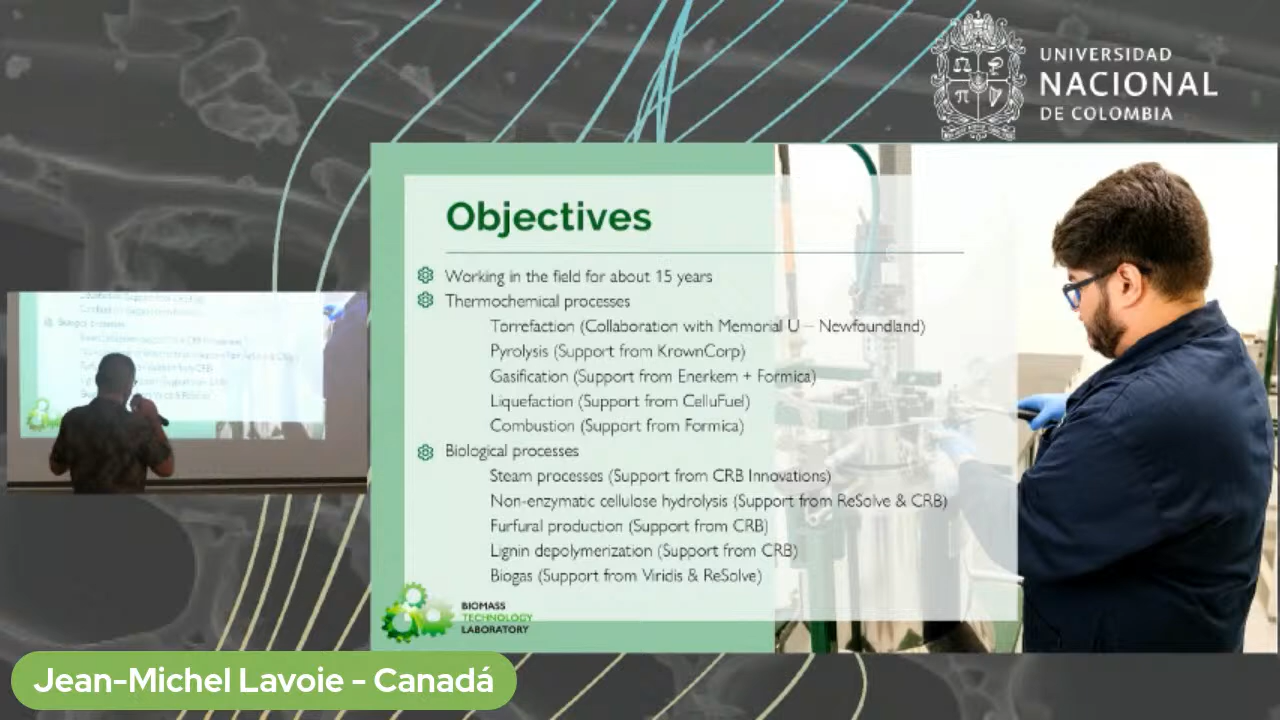 UNIVERSIDAD
NACIONAL
DE COLOMBIA
Objectives
Working in the field for about 15 years
Thermochemical processes
Torrefaction (Collaboration with Memorial U – Newfoundland)
Pyrolysis (Support from KrownCorp)
Gasification (Support from Enerkem + Formica)
Liquefaction (Support from CelluFuel)
Combustion (Support from Formica)
Biological processes
Steam processes (Support from CRB Innovations)
Non-enzymatic cellulose hydrolysis (Support from ReSolve & CRB)
Furfural production (Support from CRB)
Lignin depolymerization (Support from CRB)
Biogas (Support from Viridis & ReSolve)
BIOMASS
TECHNOLOGY
LABORATORY
Biological processes
Jean-Michel Lavoie - Canadá